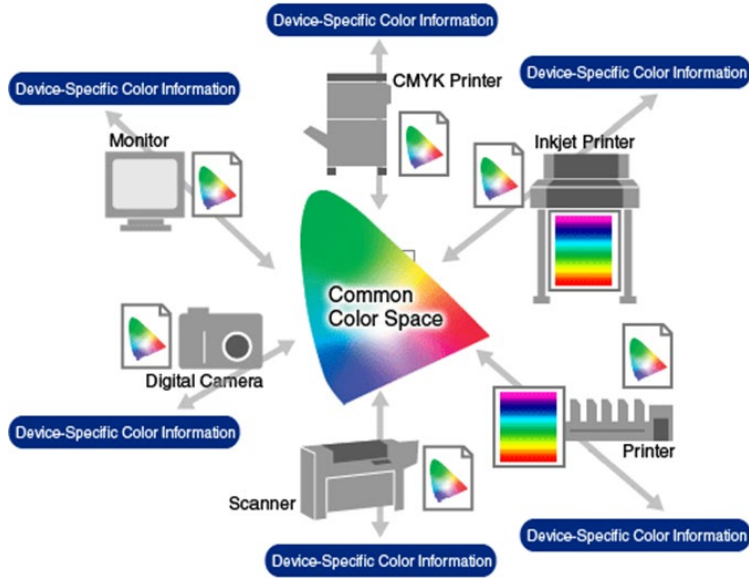 Device-Specific Color Information
CMYK Printer
Device-Specific Color Information
Device-Specific Color Information
Monitor
Inkjet Printer
Common
Color Space
Digital Camera
Device-Specific Color Information
Printer
Scanner
Device-Specific Color Information
Device-Specific Color Information